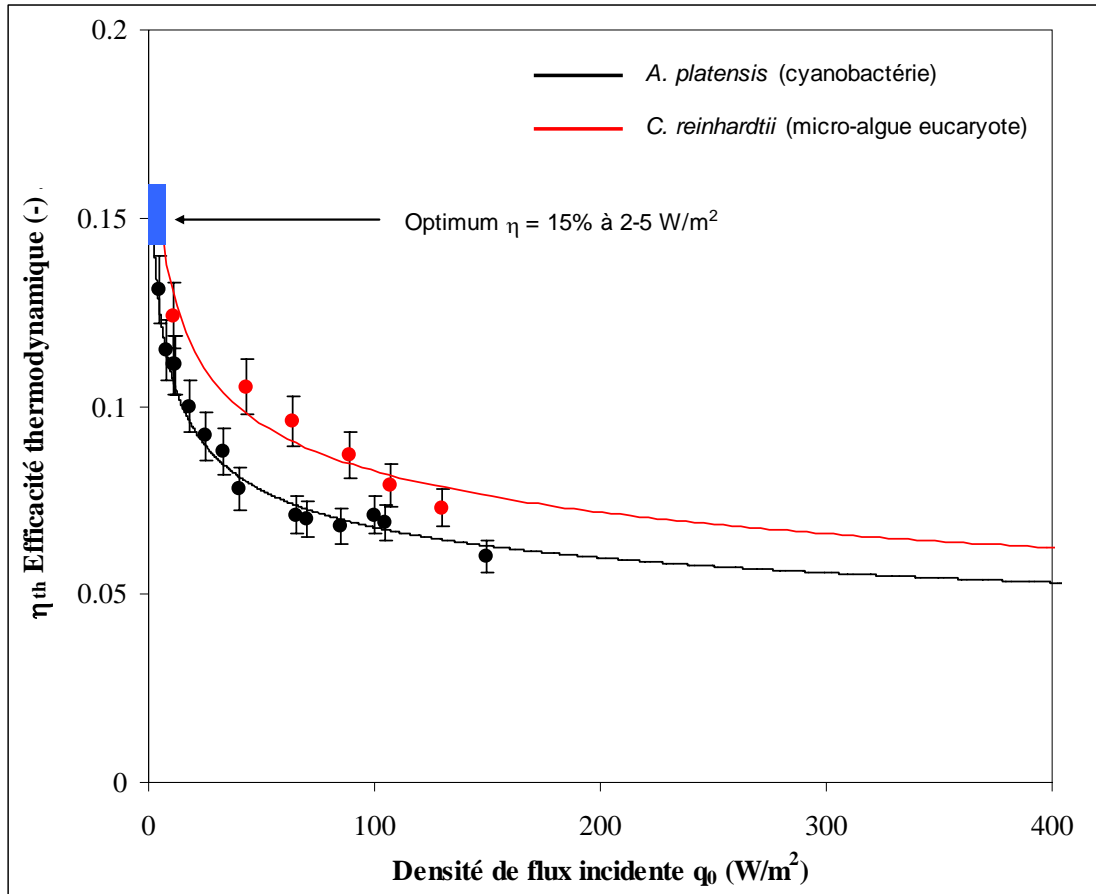 0.2
A. platensis (cyanobactérie)
C. reinhardtii (micro-algue eucaryote)
0.15
Optimum η = 15% à 2-5 W/m²
0.1
0.05
0
ηth Efficacité thermodynamique (-)
0 100 200 300 400
Densité de flux incidente q₀ (W/m²)